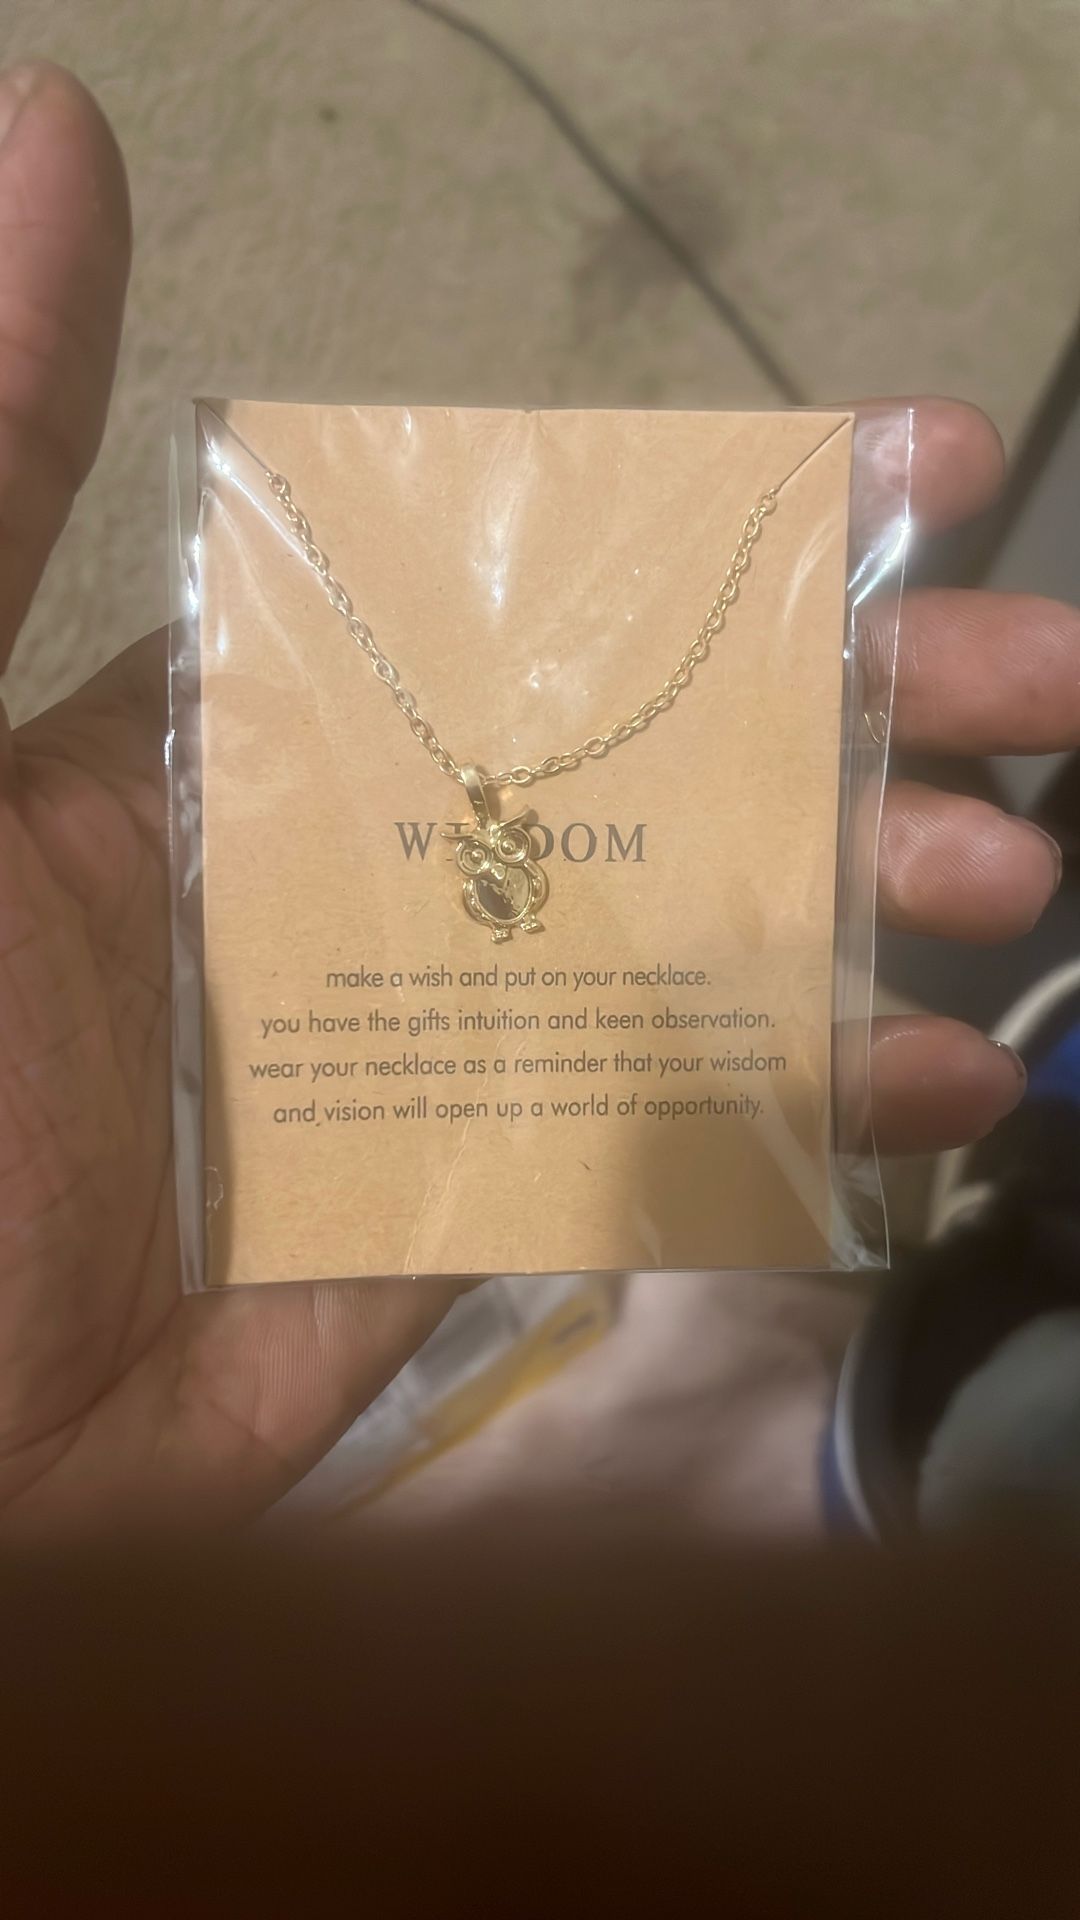 WISDOM
make a wish and put on your necklace.
you have the gifts intuition and keen observation.
wear your necklace as a reminder that your wisdom
and vision will open up a world of opportunity.